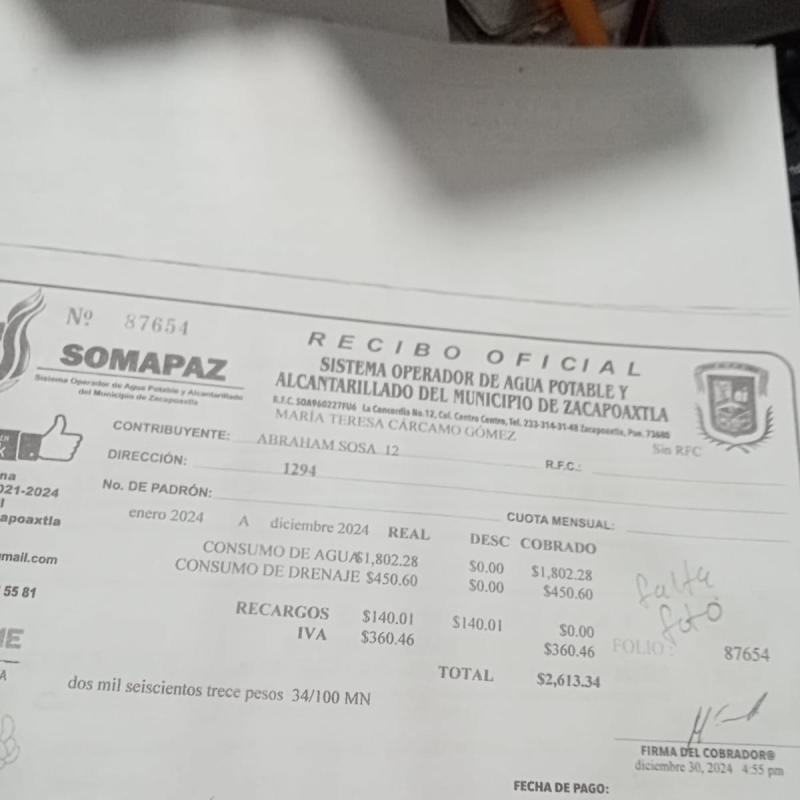 Nº 87654
RECIBO OFICIAL
SOMAPAZ
Sistema Operador de Agua Potable y Alcantarillado
del Municipio de Zacapoaxtla
SISTEMA OPERADOR DE AGUA POTABLE Y
ALCANTARILLADO DEL MUNICIPIO DE ZACAPOAXTLA
R.F.C. SOA960227FU6 La Concordia No. 12, Col. Centro Centro, Tel. 233-314-31-48 Zacapoaxtla, Pue. 73680
MARÍA TERESA CÁRCAMO GÓMEZ
Sin RFC
CONTRIBUYENTE:
ABRAHAM SOSA 12
R.F.C.:
DIRECCIÓN:
1294
No. DE PADRÓN:
CUOTA MENSUAL:
na
021-2024
l
apoaxtla
mail.com
55 81
ME
A
enero 2024 A diciembre 2024 REAL DESC COBRADO
CONSUMO DE AGUA $1,802.28 $0.00 $1,802.28
CONSUMO DE DRENAJE $450.60 $0.00 $450.60
RECARGOS $140.01 $140.01 $0.00
IVA $360.46 $360.46
falta
foto
FOLIO: 87654
TOTAL $2,613.34
dos mil seiscientos trece pesos 34/100 MN
FIRMA DEL COBRADOR@
diciembre 30, 2024 4:55 pm
FECHA DE PAGO: